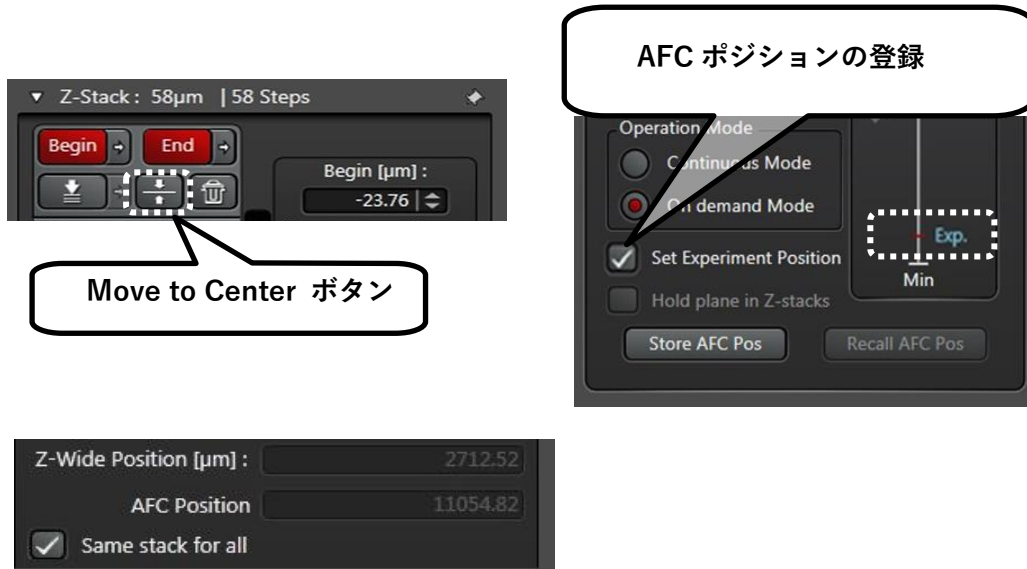 AFC ポジションの登録
Z-Stack : 58µm | 58 Steps
Begin End
Begin [µm] :
-23.76
Move to Center ボタン
Operation Mode
Continuous Mode
On demand Mode
Set Experiment Position
Hold plane in Z-stacks
Exp.
Min
Store AFC Pos Recall AFC Pos
Z-Wide Position [µm] : 2712.52
AFC Position 11054.82
Same stack for all